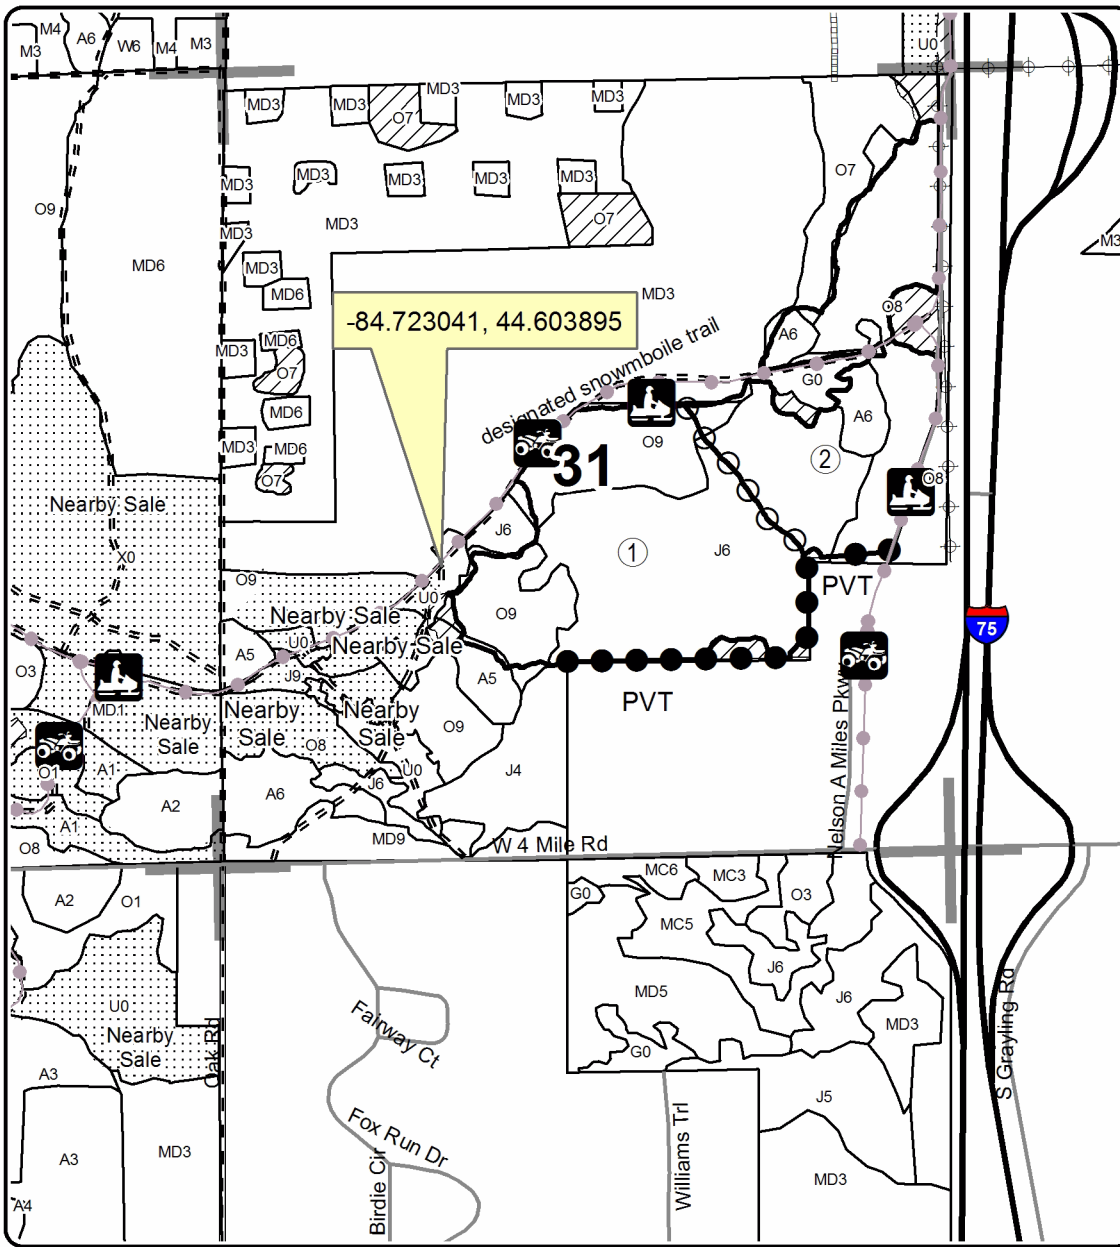 M4
M3
A6
W6
M4
M3
U0
MD3
MD3
O7
MD3
MD3
MD3
MD3
MD3
MD3
MD3
MD3
O7
O9
MD3
O7
MD3
M3
MD6
MD3
MD6
MD3
-84.723041, 44.603895
O8
MD3
MD6
A6
designated snowmboile trail
O7
G0
MD6
A6
MD3
MD6
O9
31
2
O7
O8
Nearby Sale
J6
X0
1
J6
O9
PVT
U0
O9
Nearby Sale
75
U0
Nearby Sale
A5
O3
J9
A5
MD1
PVT
Nearby
Sale
Nearby
Sale
Nearby
Sale
O9
O8
Nelson A Miles Pkwy
O1
A1
U0
J4
J6
A2
A6
A1
MD9
W 4 Mile Rd
O8
MC6
MC3
G0
O3
A2
O1
MC5
J6
MD5
J6
U0
Fairway Ct
MD3
Nearby
Sale
G0
Oak Rd
S Grayling Rd
A3
J5
Fox Run Dr
A3
MD3
Williams Trl
Birdie Cir
MD3
A4